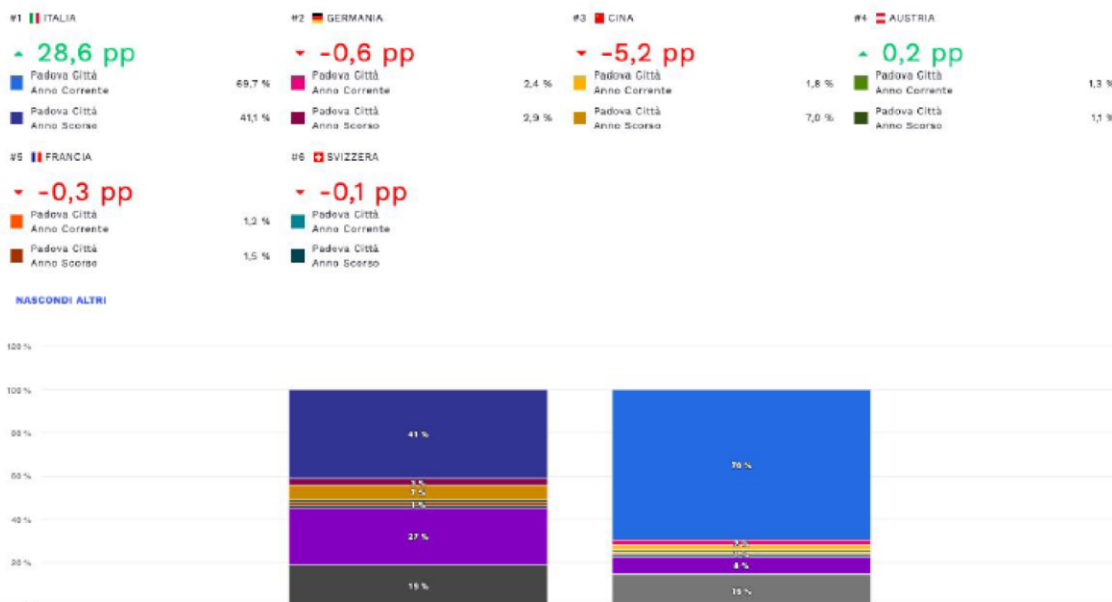 #1 ITALIA
28,6 pp
Padova Città
Anno Corrente
69,7 %
Padova Città
Anno Scorso
41,1 %
#2 GERMANIA
-0,6 pp
Padova Città
Anno Corrente
2,4 %
Padova Città
Anno Scorso
2,9 %
#3 CINA
-5,2 pp
Padova Città
Anno Corrente
1,8 %
Padova Città
Anno Scorso
7,0 %
#4 AUSTRIA
0,2 pp
Padova Città
Anno Corrente
1,3 %
Padova Città
Anno Scorso
1,1 %
#5 FRANCIA
-0,3 pp
Padova Città
Anno Corrente
1,2 %
Padova Città
Anno Scorso
1,5 %
#6 SVIZZERA
-0,1 pp
Padova Città
Anno Corrente
Padova Città
Anno Scorso
NASCONDI ALTRI
120 %
100 %
80 %
60 %
40 %
20 %
41 %
3 %
7 %
1 %
27 %
19 %
70 %
8 %
15 %